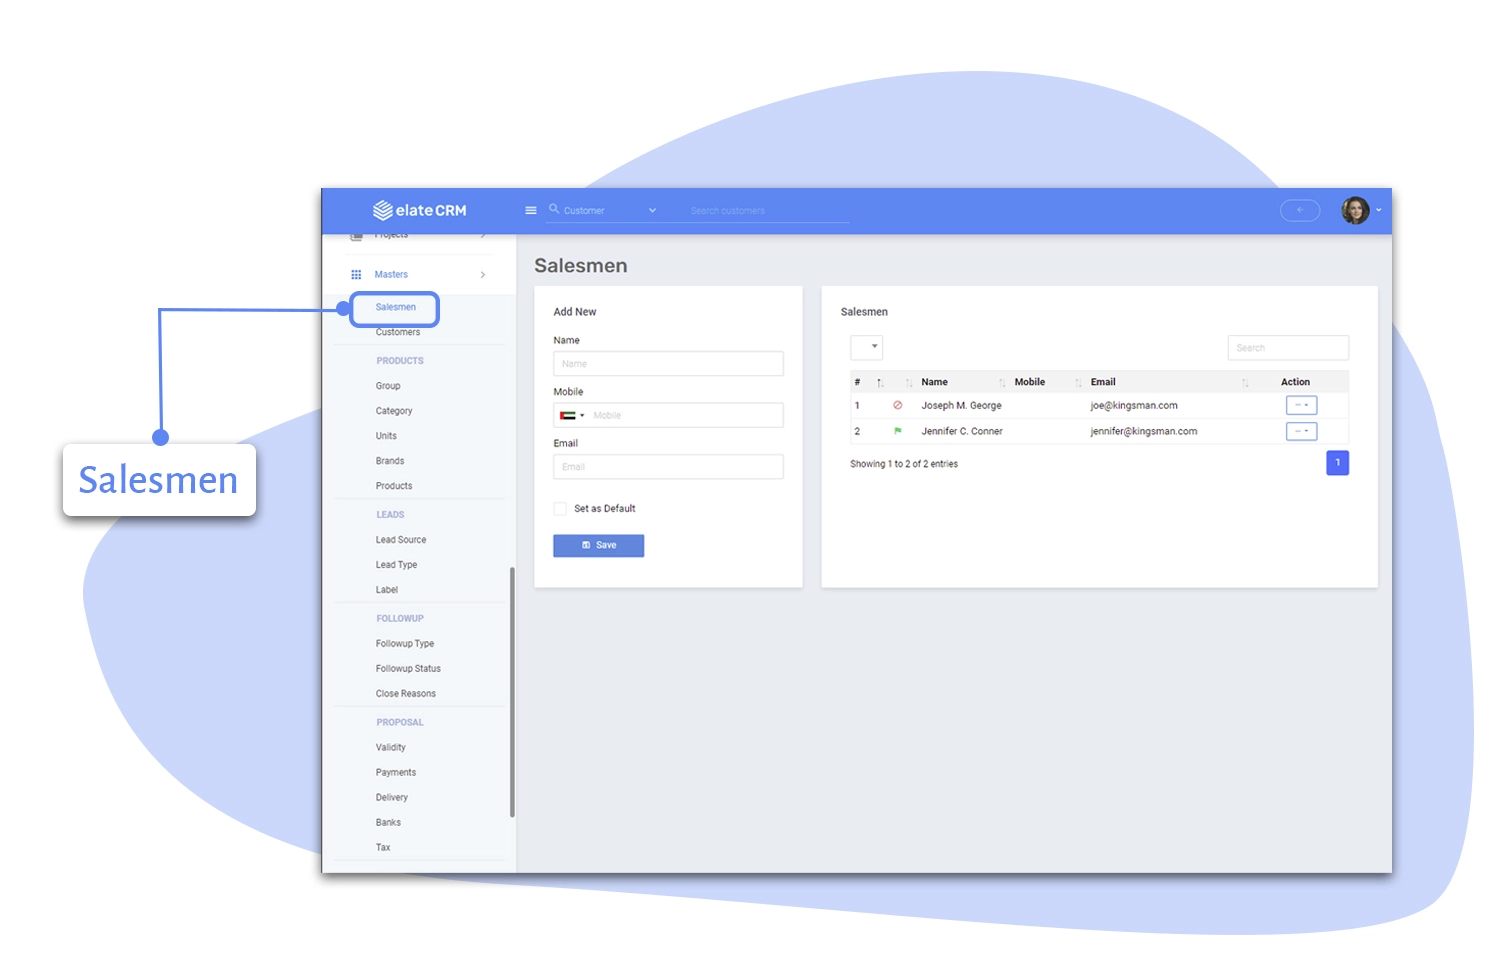 elate CRM
Customer
Search customers
Projects
Masters
Salesmen
Customers
PRODUCTS
Group
Category
Units
Brands
Products
LEADS
Lead Source
Lead Type
Label
FOLLOWUP
Followup Type
Followup Status
Close Reasons
PROPOSAL
Validity
Payments
Delivery
Banks
Tax
Salesmen
Salesmen
Add New
Name
Name
Mobile
Mobile
Email
Email
Set as Default
Save
Salesmen
Search
# Name Mobile Email Action
1 Joseph M. George joe@kingsman.com
2 Jennifer C. Conner jennifer@kingsman.com
Showing 1 to 2 of 2 entries
1